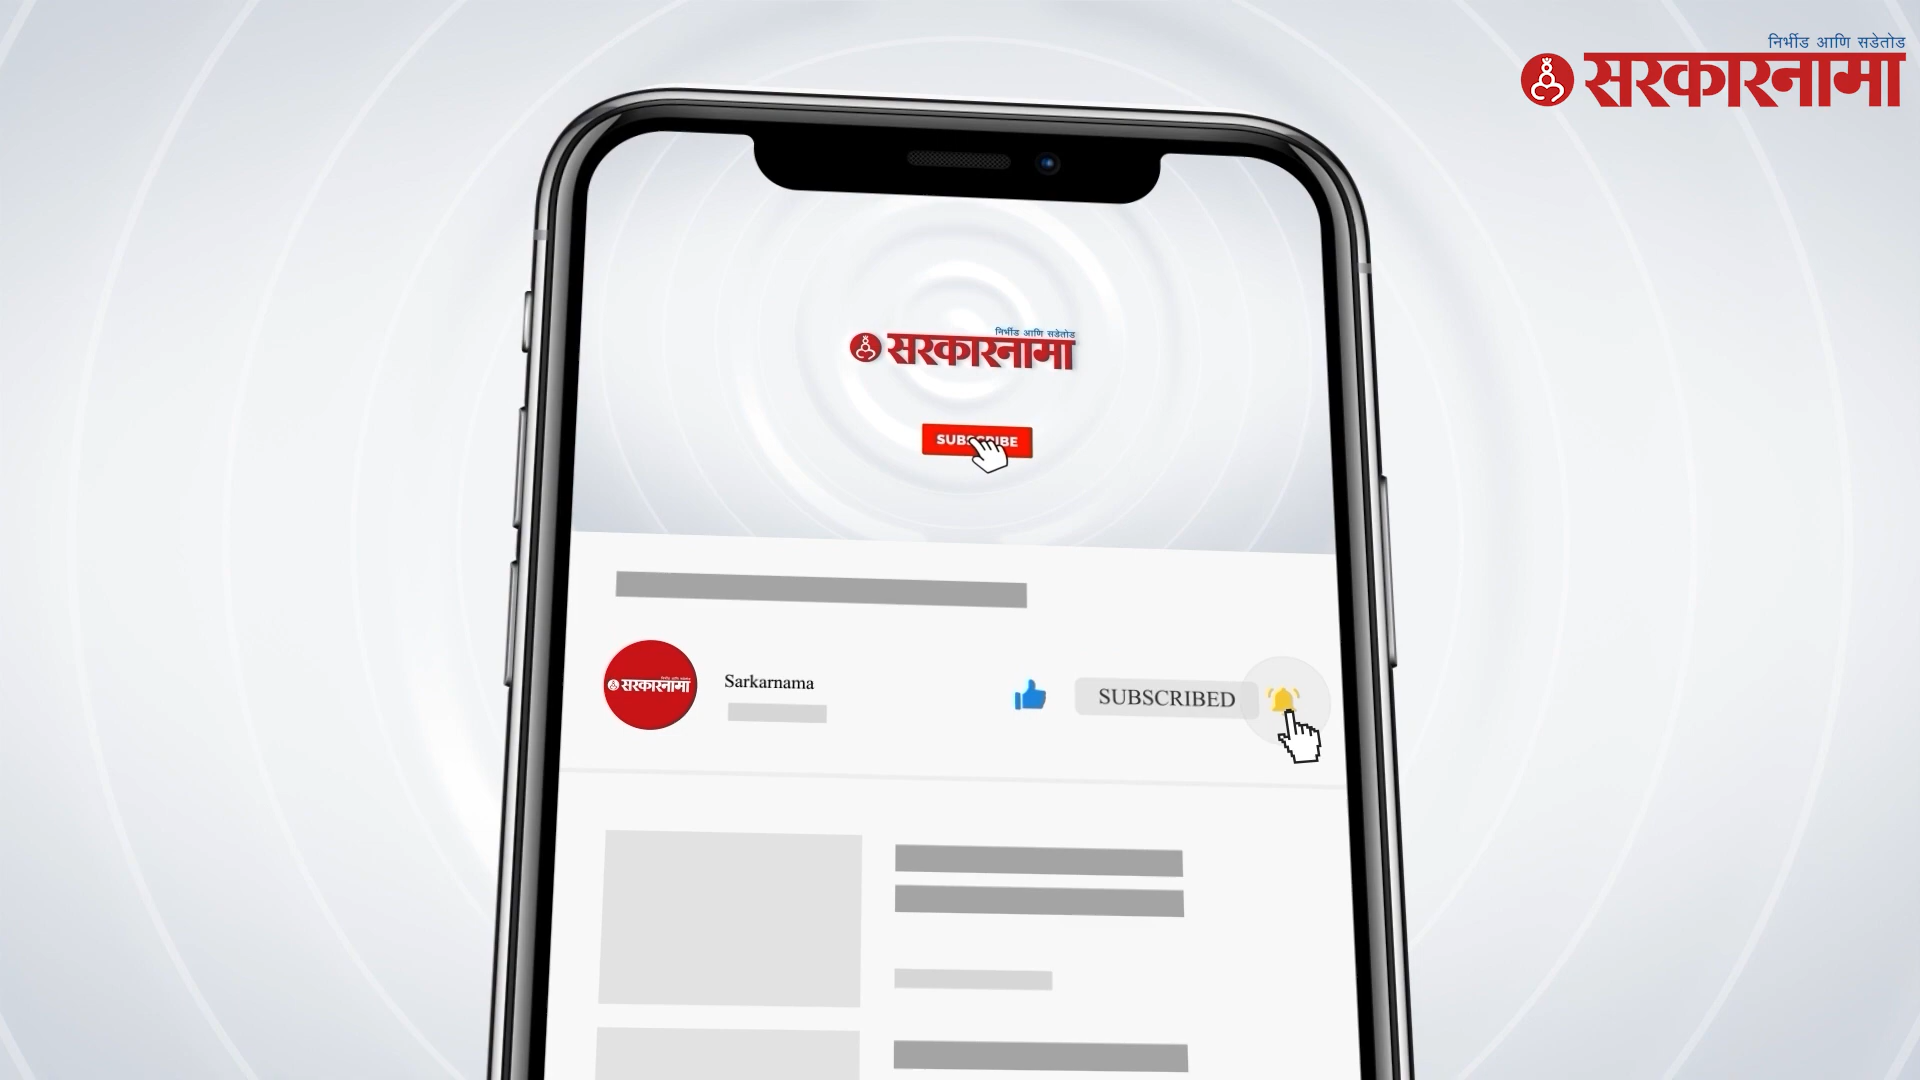 निर्भीड आणि सडेतोड
सरकारनामा
निर्भीड आणि सडेतोड
सरकारनामा
SUBSCRIBE
सरकारनामा
Sarkarnama
SUBSCRIBED